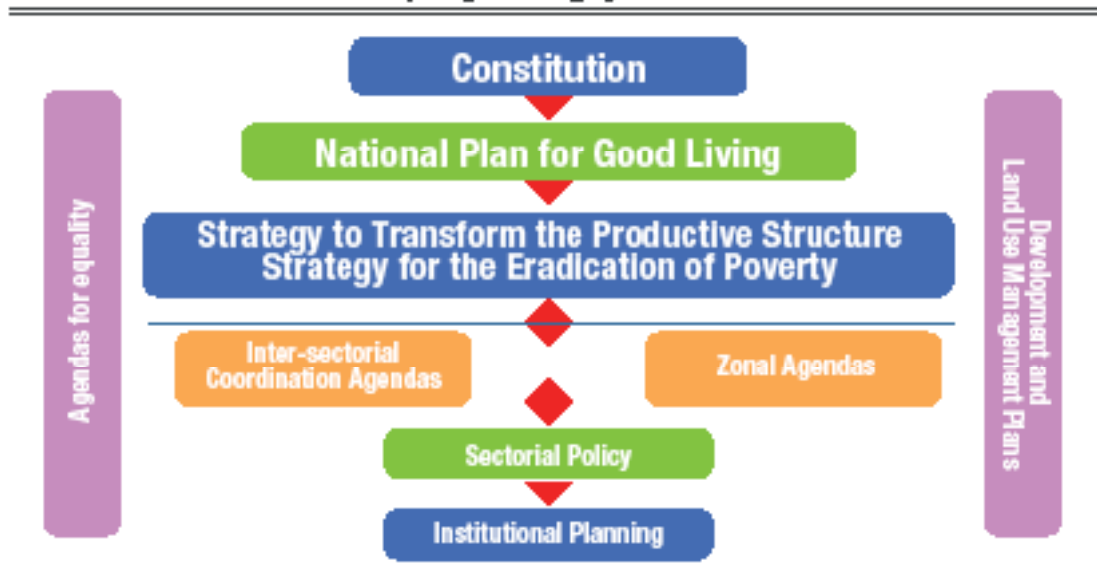 Constitution
National Plan for Good Living
Strategy to Transform the Productive Structure
Strategy for the Eradication of Poverty
Inter-sectorial
Coordination Agendas
Zonal Agendas
Sectorial Policy
Institutional Planning
Agendas for equality
Development and
Land Use Management Plans